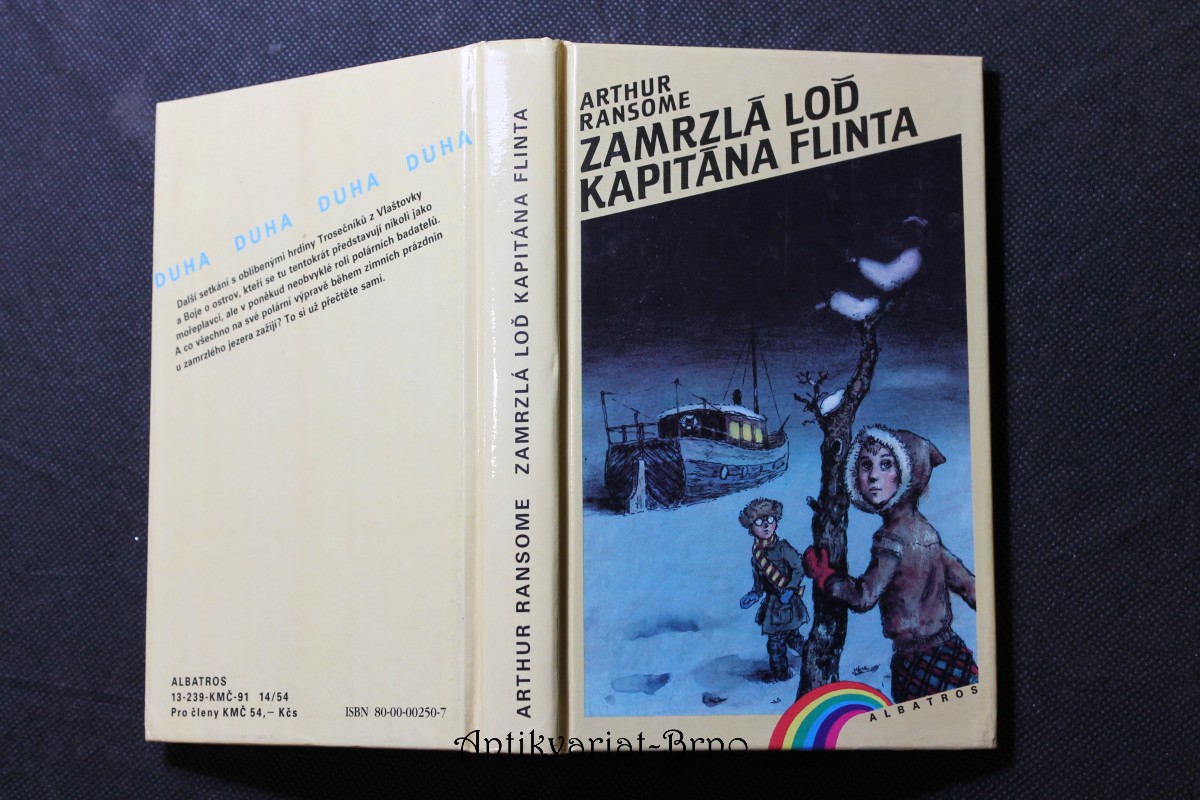 DUHA DUHA DUHA DUHA
Další setkání s oblíbenými hrdiny Trosečníků z Vlaštovky
a Boje o ostrov, kteří se tu tentokrát představují nikoli jako
mořeplavci, ale v poněkud neobvyklé roli polárních badatelů.
A co všechno na své polární výpravě během zimních prázdnin
u zamrzlého jezera zažijí? To si už přečtěte sami.
ALBATROS
13-239-KMČ-91 14/54
Pro členy KMČ 54,– Kčs
ISBN 80-00-00250-7
ARTHUR RANSOME ZAMRZLÁ LOĎ KAPITÁNA FLINTA
ARTHUR
RANSOME
ZAMRZLÁ LOĎ
KAPITÁNA FLINTA
ALBATROS
Antikvariat-Brno